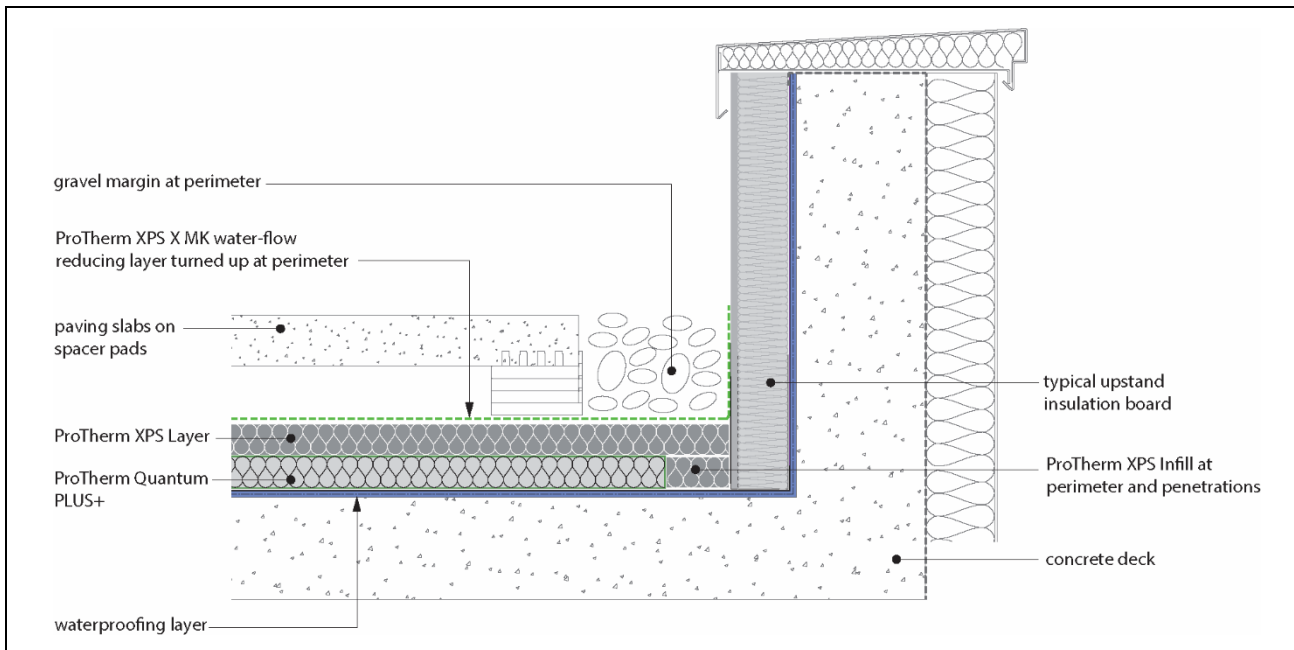 gravel margin at perimeter
ProTherm XPS X MK water-flow
reducing layer turned up at perimeter
paving slabs on
spacer pads
ProTherm XPS Layer
ProTherm Quantum
PLUS+
waterproofing layer
typical upstand
insulation board
ProTherm XPS Infill at
perimeter and penetrations
concrete deck